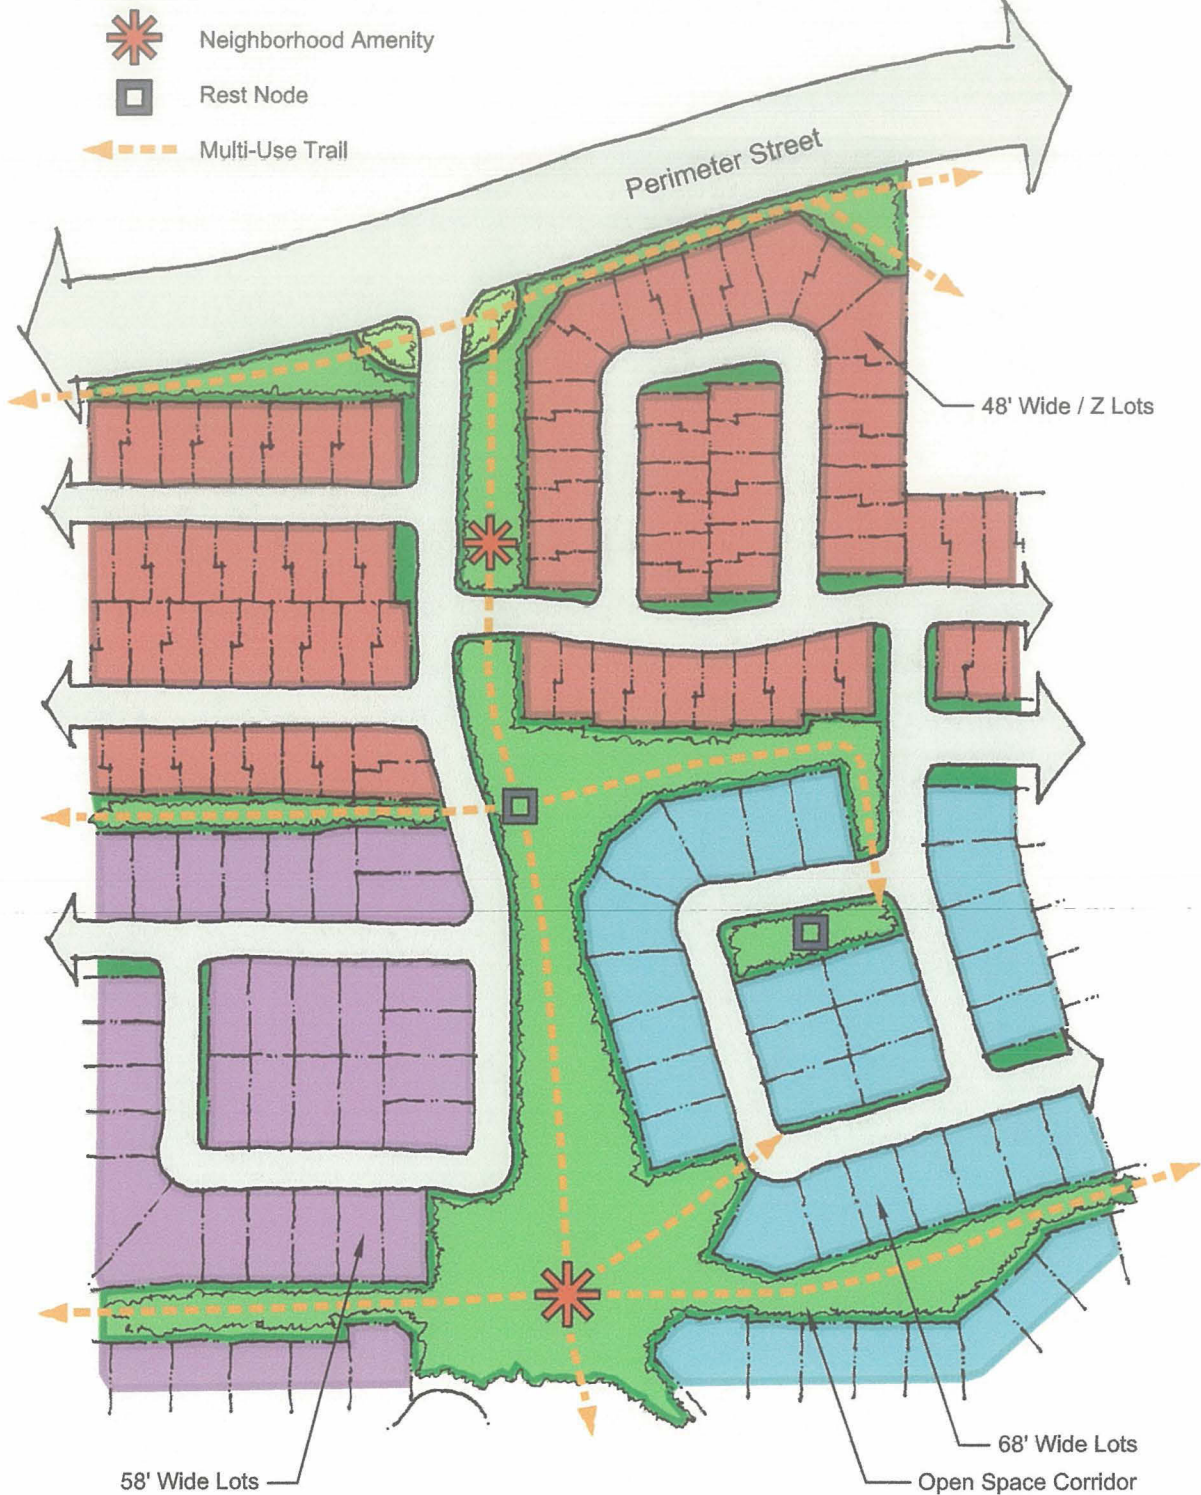 Neighborhood Amenity
Rest Node
Multi-Use Trail
Perimeter Street
48' Wide / Z Lots
68' Wide Lots
58' Wide Lots
Open Space Corridor